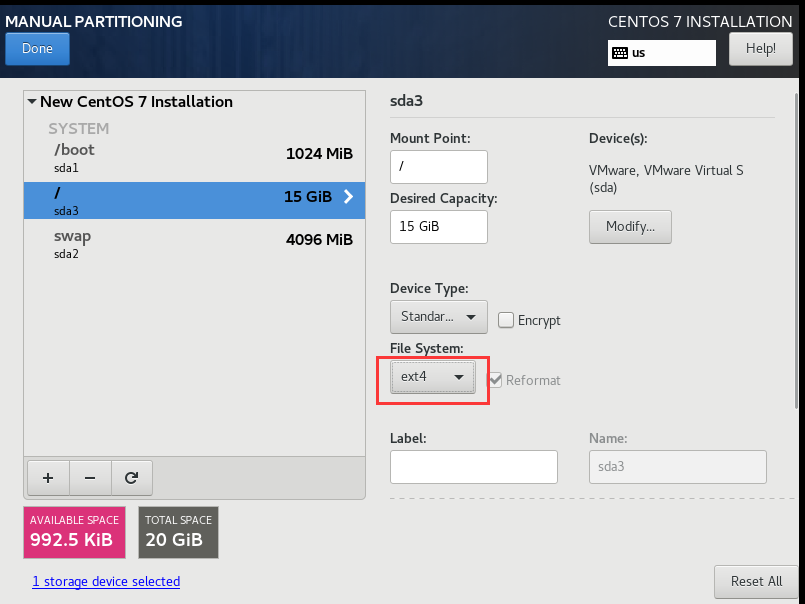 MANUAL PARTITIONING
CENTOS 7 INSTALLATION
Done
us
Help!
New CentOS 7 Installation
SYSTEM
/boot
1024 MiB
sda1
/
15 GiB
sda3
swap
4096 MiB
sda2
+
−
AVAILABLE SPACE
992.5 KiB
TOTAL SPACE
20 GiB
1 storage device selected
sda3
Mount Point:
/
Desired Capacity:
15 GiB
Device(s):
VMware, VMware Virtual S
(sda)
Modify...
Device Type:
Standar...
Encrypt
File System:
ext4
Reformat
Label:
Name:
sda3
Reset All